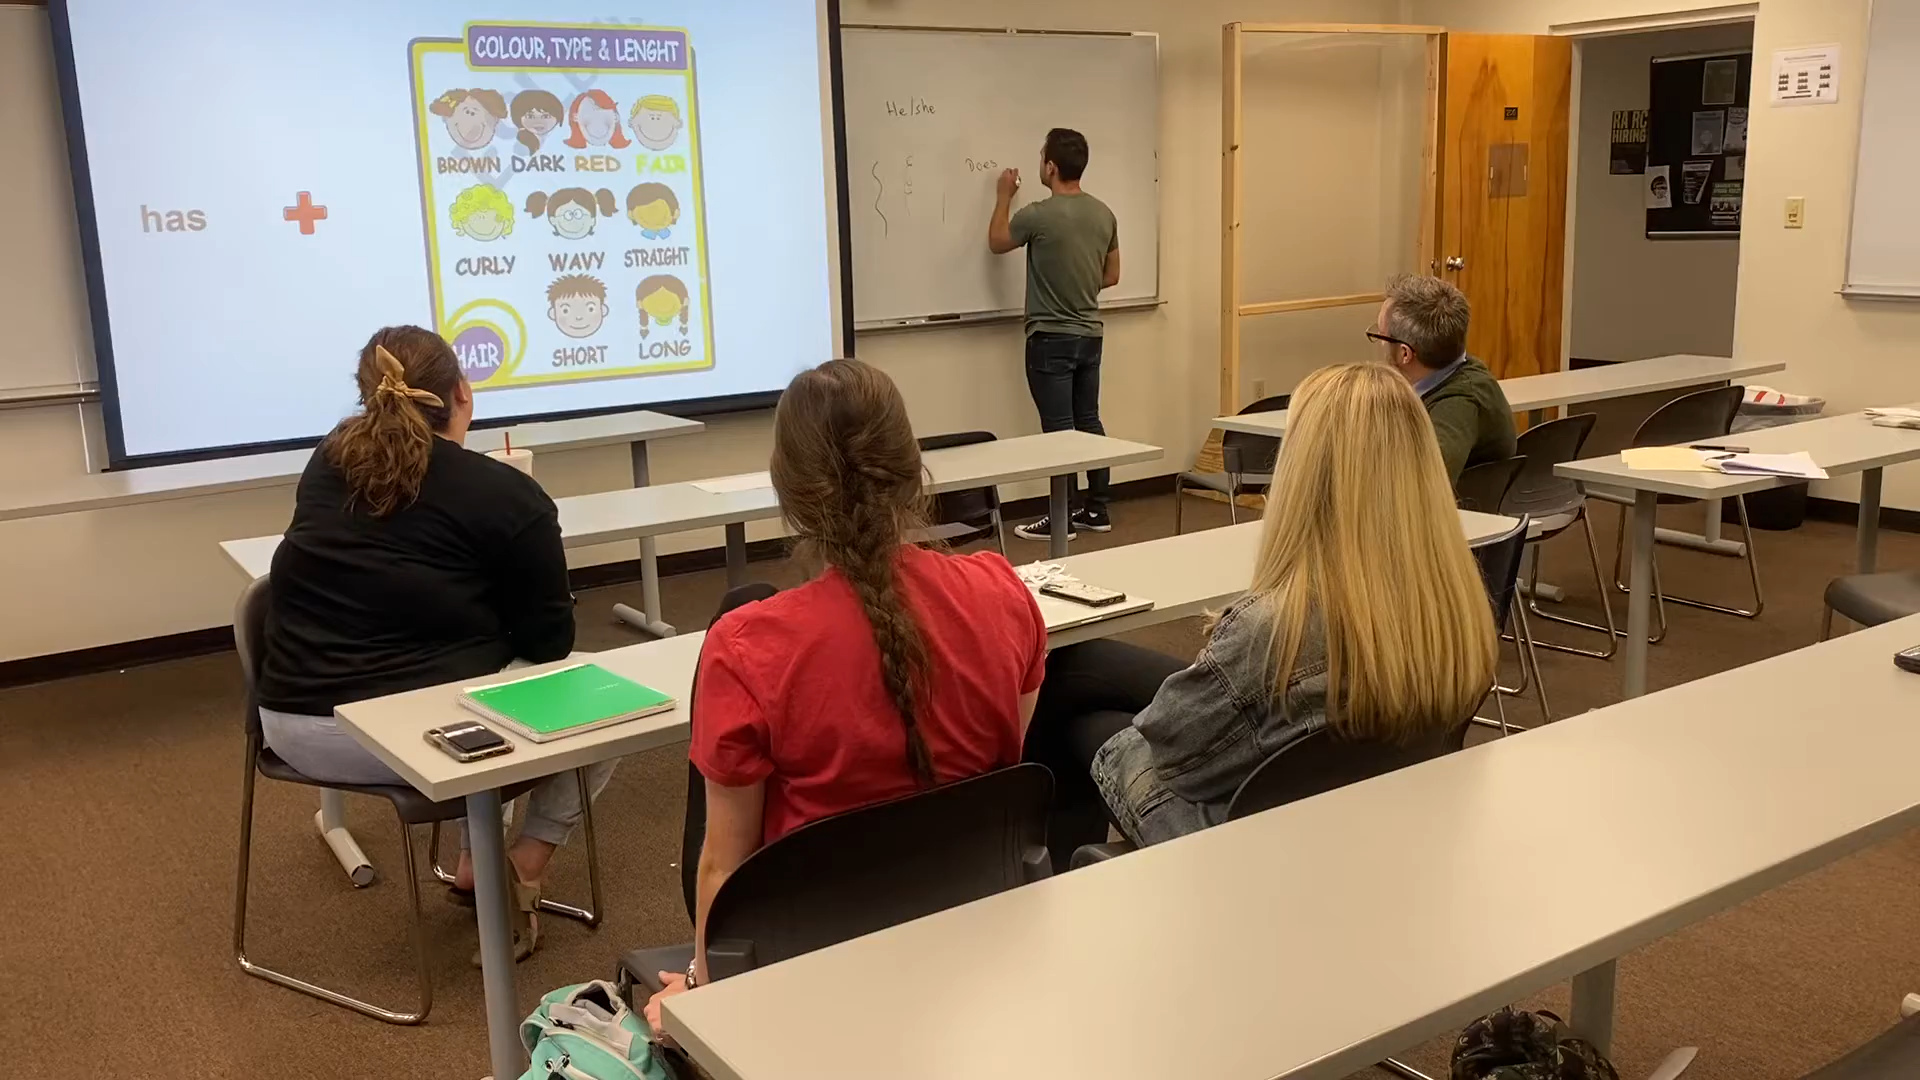 COLOUR, TYPE & LENGHT
BROWN DARK RED FAIR
has
CURLY WAVY STRAIGHT
HAIR SHORT LONG
He/she
Does
RA RC
HIRING